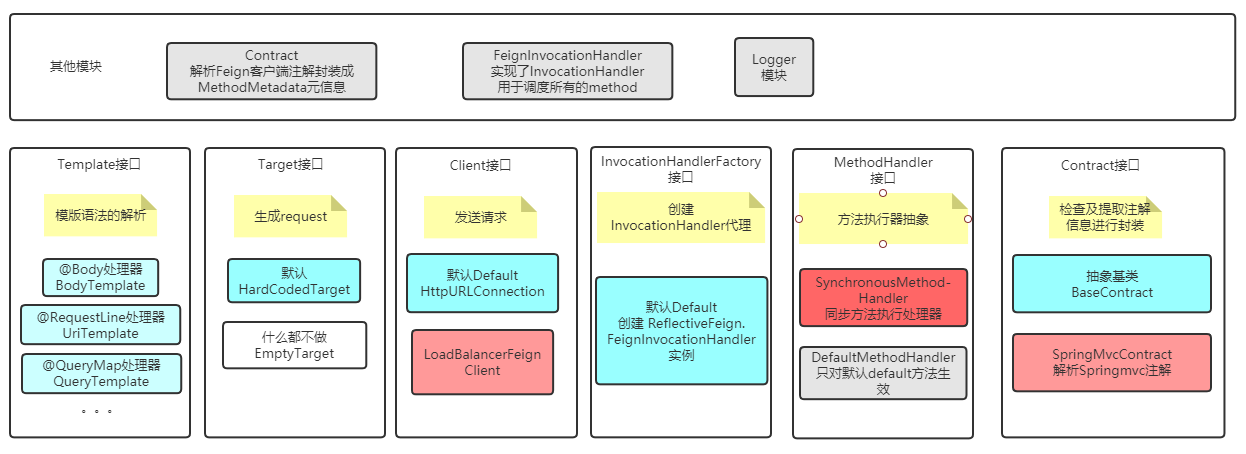 其他模块
Contract
解析Feign客户端注解封装成
MethodMetadata元信息
FeignInvocationHandler
实现了InvocationHandler
用于调度所有的method
Logger
模块
Template接口
模版语法的解析
@Body处理器
BodyTemplate
@RequestLine处理器
UriTemplate
@QueryMap处理器
QueryTemplate
。。。
Target接口
生成request
默认
HardCodedTarget
什么都不做
EmptyTarget
Client接口
发送请求
默认Default
HttpURLConnection
LoadBalancerFeign
Client
InvocationHandlerFactory
接口
创建
InvocationHandler代理
默认Default
创建 ReflectiveFeign.
FeignInvocationHandler
实例
MethodHandler
接口
方法执行器抽象
SynchronousMethod-
Handler
同步方法执行处理器
DefaultMethodHandler
只对默认default方法生
效
Contract接口
检查及提取注解
信息进行封装
抽象基类
BaseContract
SpringMvcContract
解析Springmvc注解